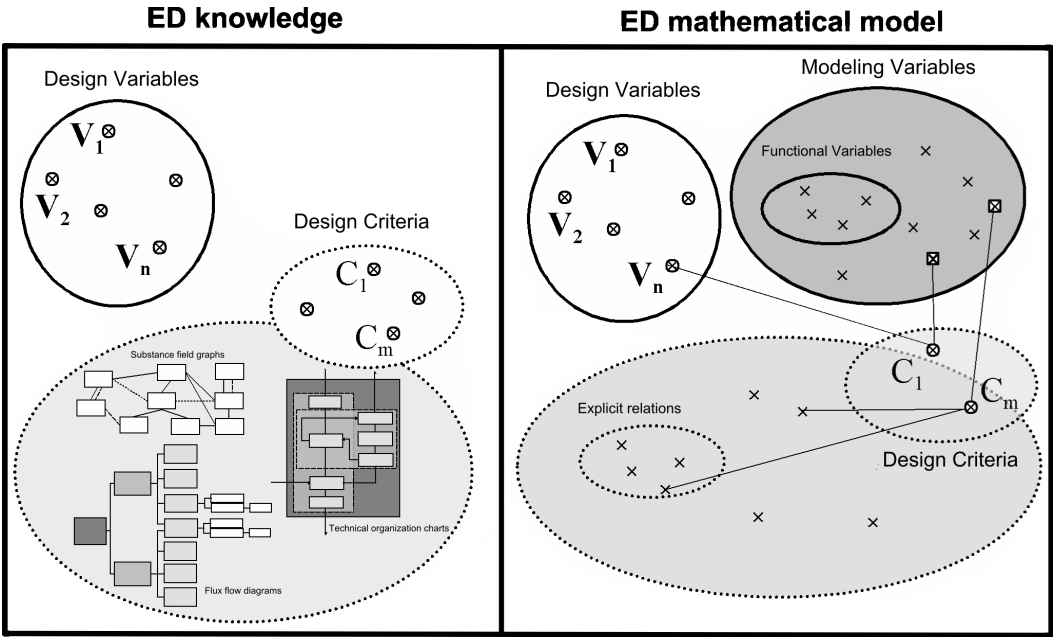 ED knowledge
Design Variables
V1
V2
Vn
Design Criteria
C1
Cm
Substance field graphs
Technical organization charts
Flux flow diagrams
ED mathematical model
Design Variables
Modeling Variables
V1
Functional Variables
V2
Vn
C1
Cm
Explicit relations
Design Criteria